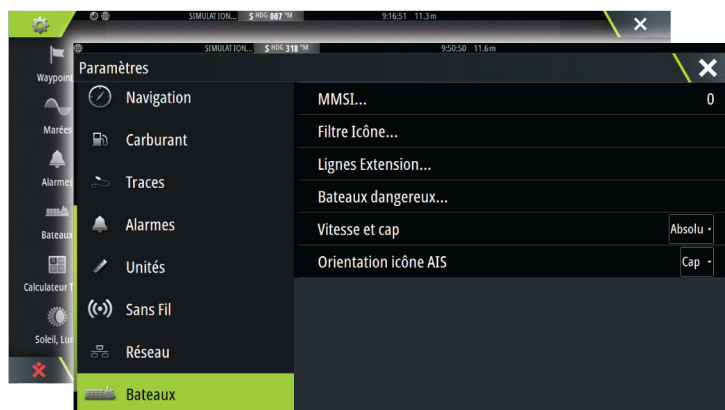 SIMULATION... S HDG 007 °M 9:16:51 11.3 m
Waypoint
Marées
Alarmes
Bateaux
Calculateur T
Soleil, Lun
SIMULATION... S HDG 318 °M 9:50:50 11.6 m
Paramètres
Navigation
Carburant
Traces
Alarmes
Unités
Sans Fil
Réseau
Bateaux
MMSI... 0
Filtre Icône...
Lignes Extension...
Bateaux dangereux...
Vitesse et cap Absolu
Orientation icône AIS Cap